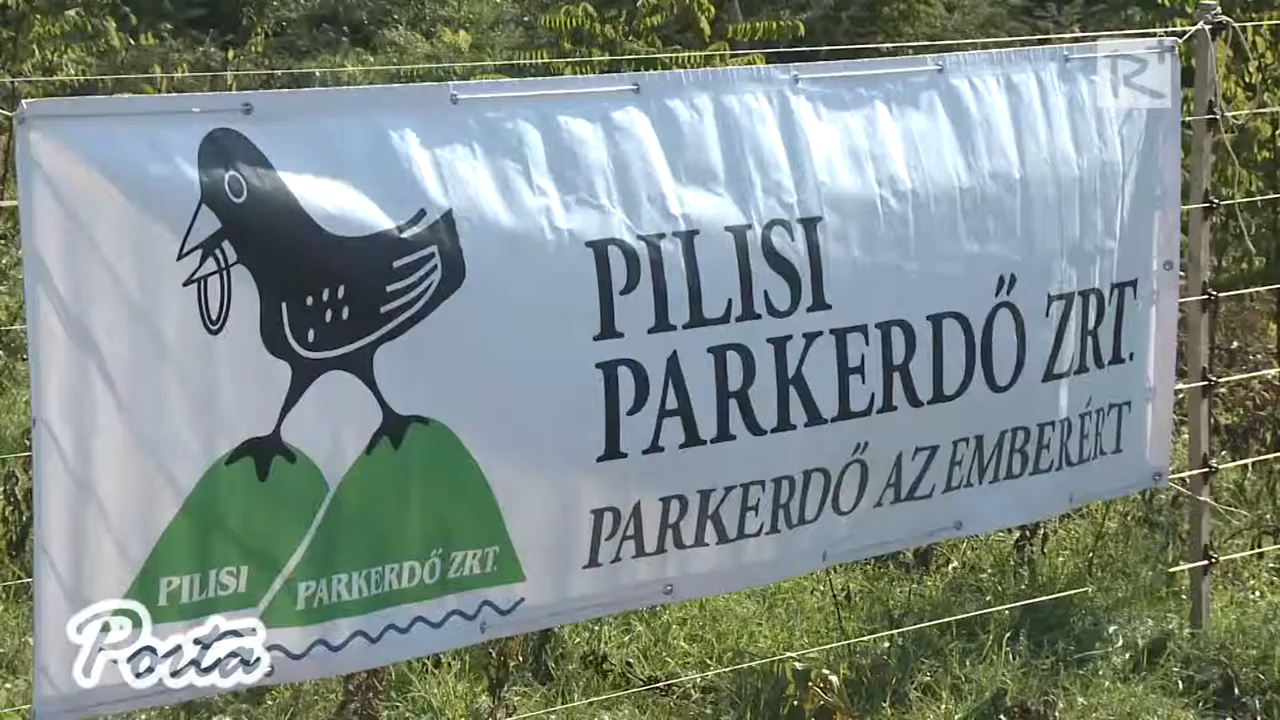 R
PILISI
PARKERDŐ ZRT.
PARKERDŐ AZ EMBERÉRT
PILISI PARKERDŐ ZRT.
Porta